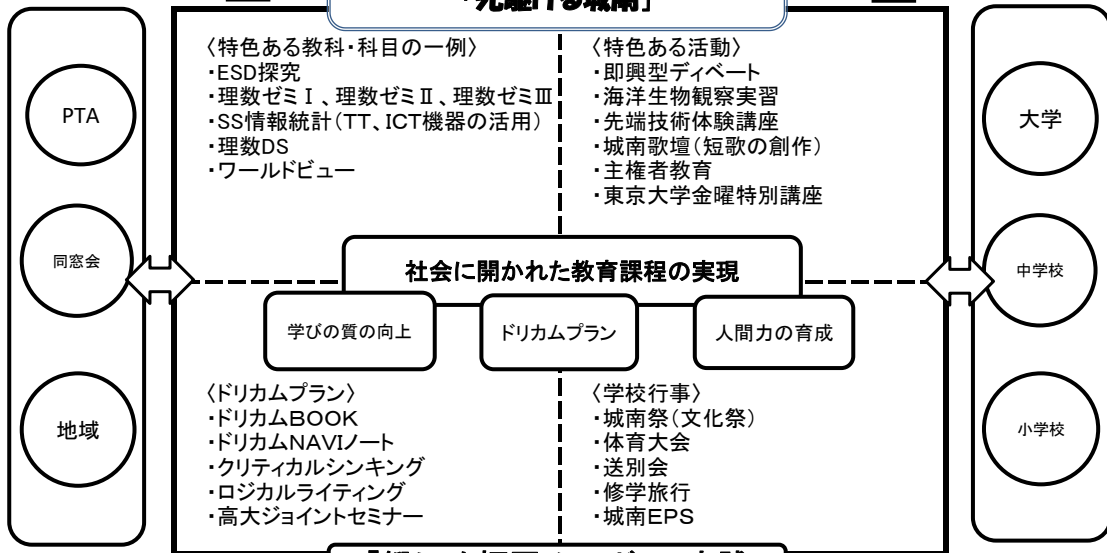 〈特色ある教科・科目の一例〉
・ESD探究
・理数ゼミⅠ、理数ゼミⅡ、理数ゼミⅢ
・SS情報統計（TT、ICT機器の活用）
・理数DS
・ワールドビュー
〈特色ある活動〉
・即興型ディベート
・海洋生物観察実習
・先端技術体験講座
・城南歌壇（短歌の創作）
・主権者教育
・東京大学金曜特別講座
PTA
同窓会
地域
社会に開かれた教育課程の実現
学びの質の向上
ドリカムプラン
人間力の育成
大学
中学校
小学校
〈ドリカムプラン〉
・ドリカムBOOK
・ドリカムNAVIノート
・クリティカルシンキング
・ロジカルライティング
・高大ジョイントセミナー
〈学校行事〉
・城南祭（文化祭）
・体育大会
・送別会
・修学旅行
・城南EPS